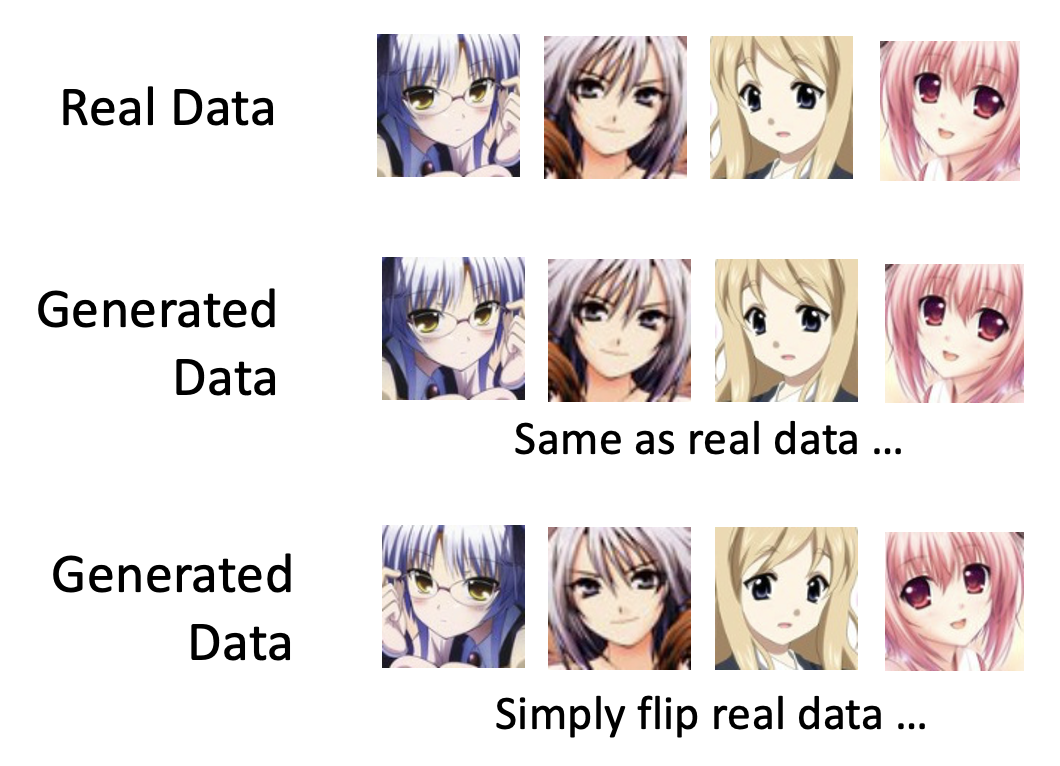 Real Data
Generated
Data
Same as real data ...
Generated
Data
Simply flip real data ...